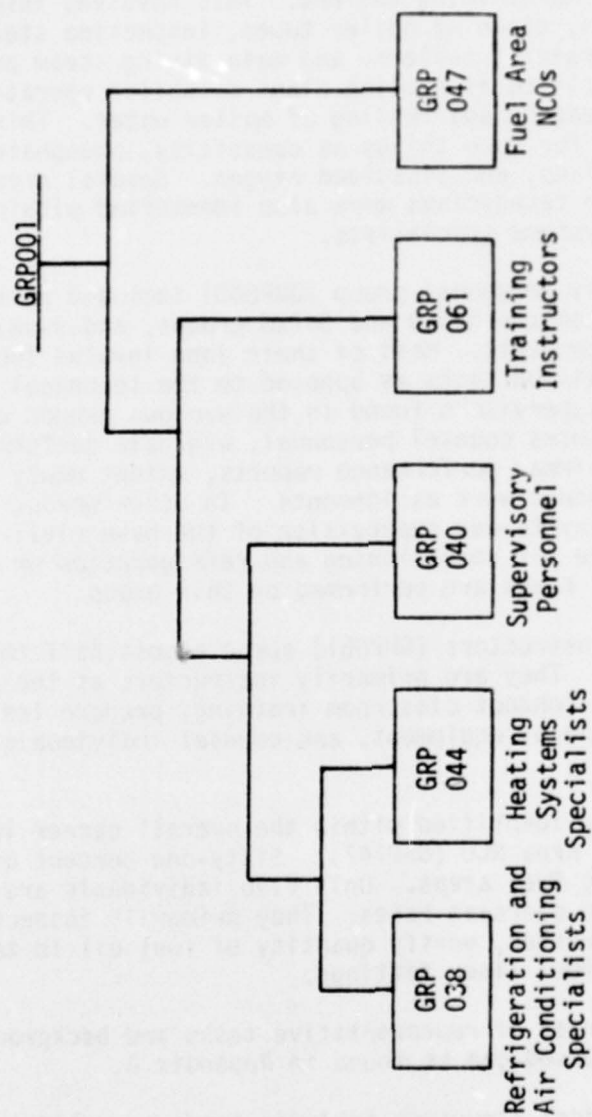 GRP001
GRP
038
GRP
044
GRP
040
GRP
061
GRP
047
Refrigeration and
Air Conditioning
Specialists
Heating
Systems
Specialists
Supervisory
Personnel
Training
Instructors
Fuel Area
NCOs